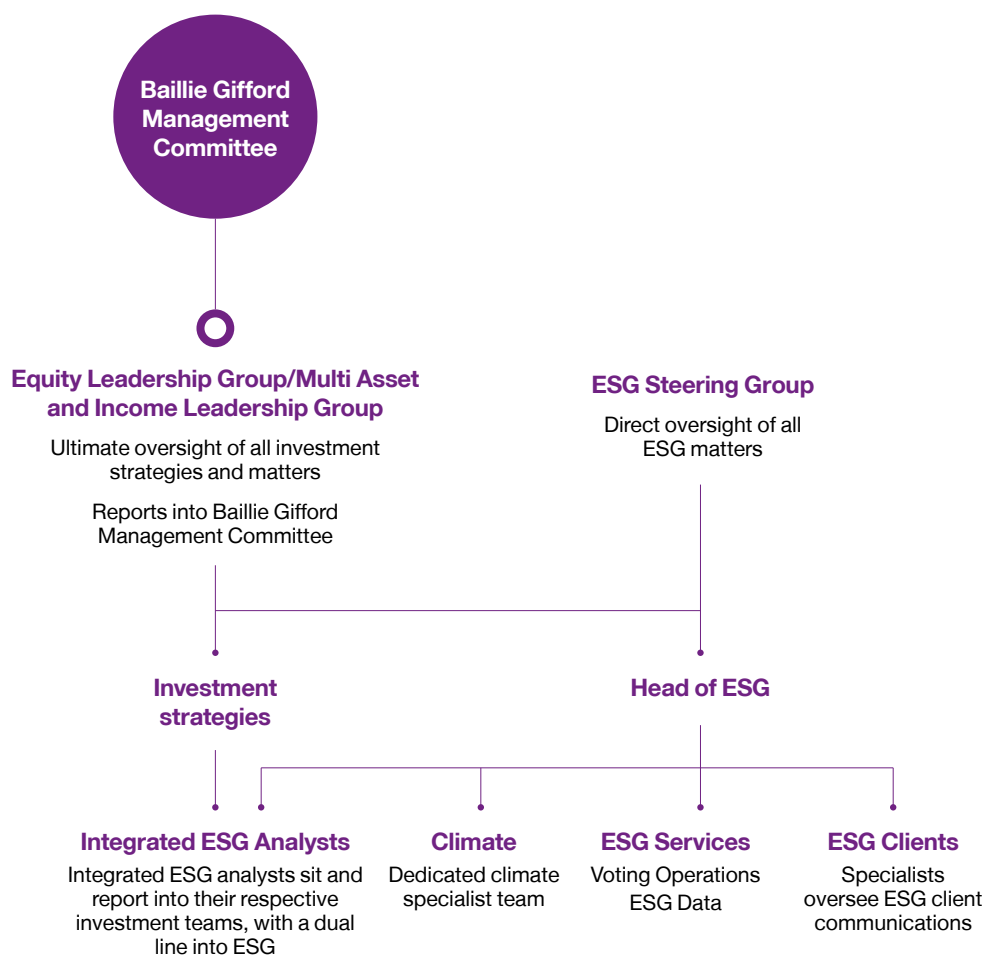 Baillie Gifford
Management
Committee
Equity Leadership Group/Multi Asset
and Income Leadership Group
Ultimate oversight of all investment
strategies and matters
Reports into Baillie Gifford
Management Committee
ESG Steering Group
Direct oversight of all
ESG matters
Investment
strategies
Head of ESG
Integrated ESG Analysts
Integrated ESG analysts sit and
report into their respective
investment teams, with a dual
line into ESG
Climate
Dedicated climate
specialist team
ESG Services
Voting Operations
ESG Data
ESG Clients
Specialists
oversee ESG client
communications